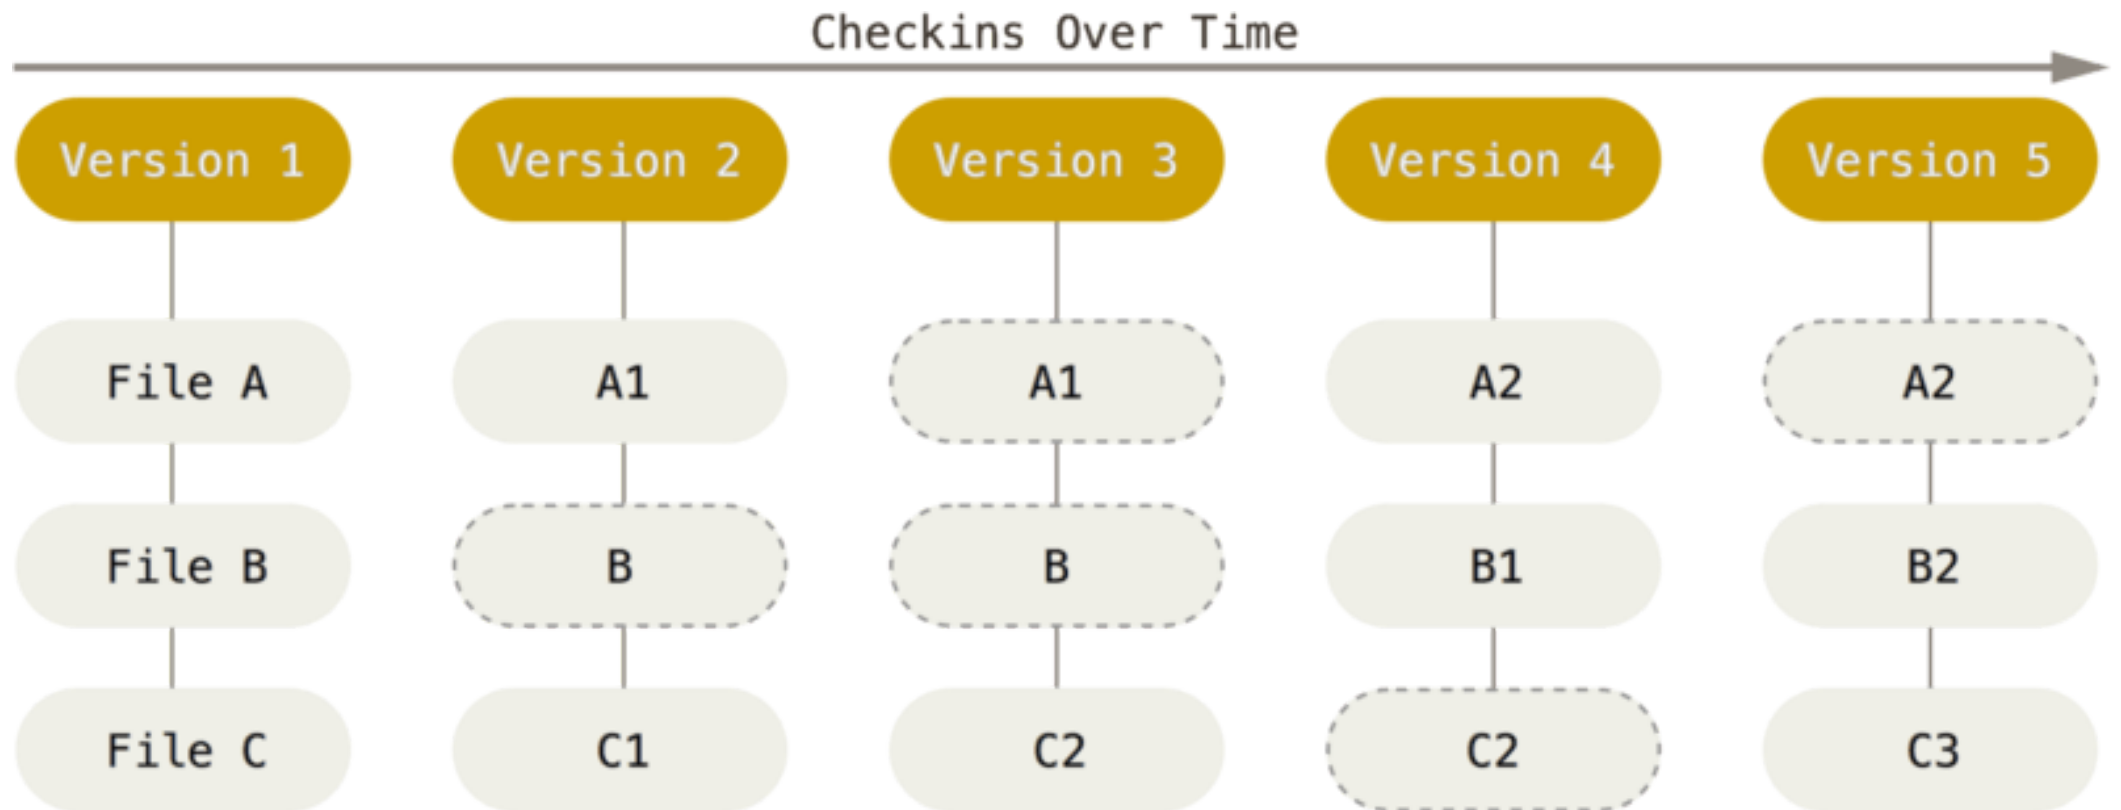 Checkins Over Time
Version 1 Version 2 Version 3 Version 4 Version 5
File A A1 A1 A2 A2
File B B B B1 B2
File C C1 C2 C2 C3